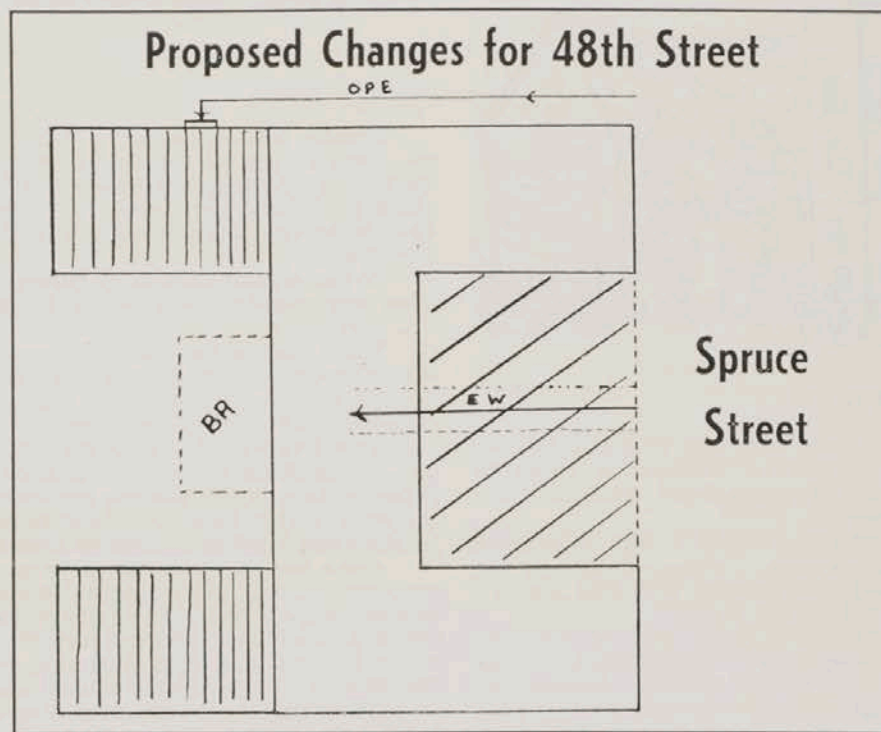 Proposed Changes for 48th Street
OPE
EW
BR
Spruce
Street